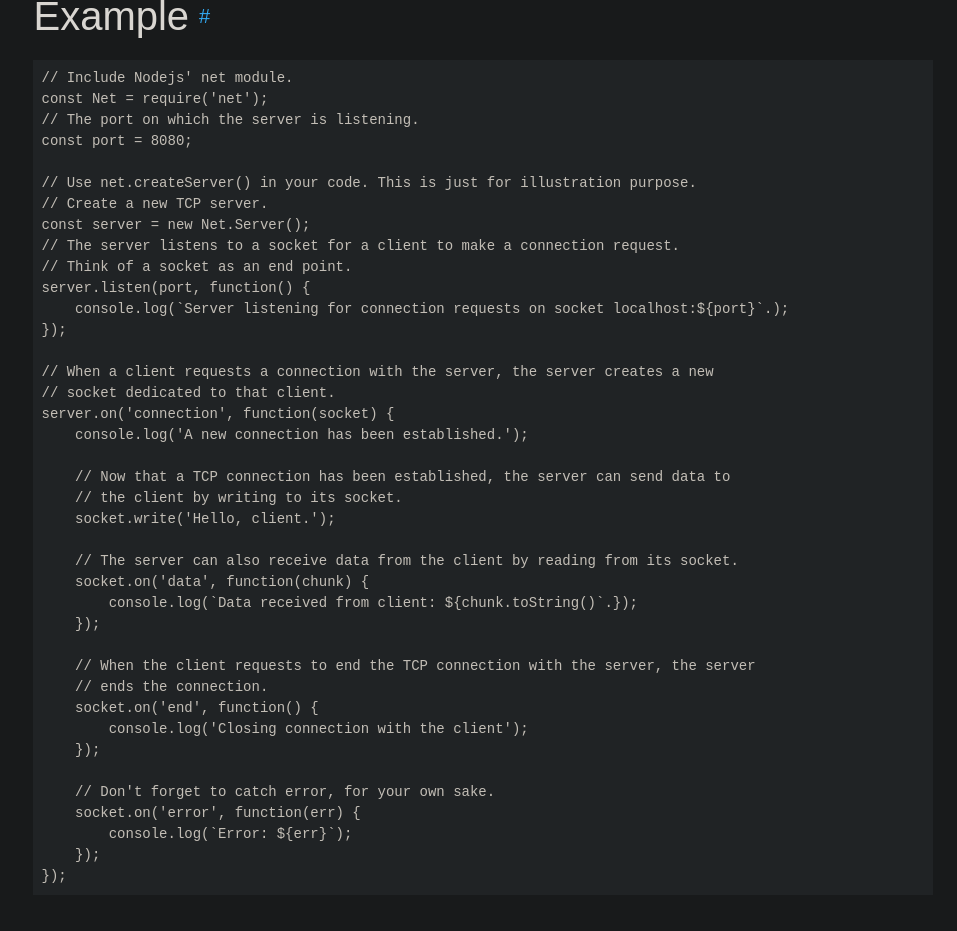 Example #
// Include Nodejs' net module.
const Net = require('net');
// The port on which the server is listening.
const port = 8080;

// Use net.createServer() in your code. This is just for illustration purpose.
// Create a new TCP server.
const server = new Net.Server();
// The server listens to a socket for a client to make a connection request.
// Think of a socket as an end point.
server.listen(port, function() {
    console.log(`Server listening for connection requests on socket localhost:${port}`.);
});

// When a client requests a connection with the server, the server creates a new
// socket dedicated to that client.
server.on('connection', function(socket) {
    console.log('A new connection has been established.');

    // Now that a TCP connection has been established, the server can send data to
    // the client by writing to its socket.
    socket.write('Hello, client.');

    // The server can also receive data from the client by reading from its socket.
    socket.on('data', function(chunk) {
        console.log(`Data received from client: ${chunk.toString()`.});
    });

    // When the client requests to end the TCP connection with the server, the server
    // ends the connection.
    socket.on('end', function() {
        console.log('Closing connection with the client');
    });

    // Don't forget to catch error, for your own sake.
    socket.on('error', function(err) {
        console.log(`Error: ${err}`);
    });
});